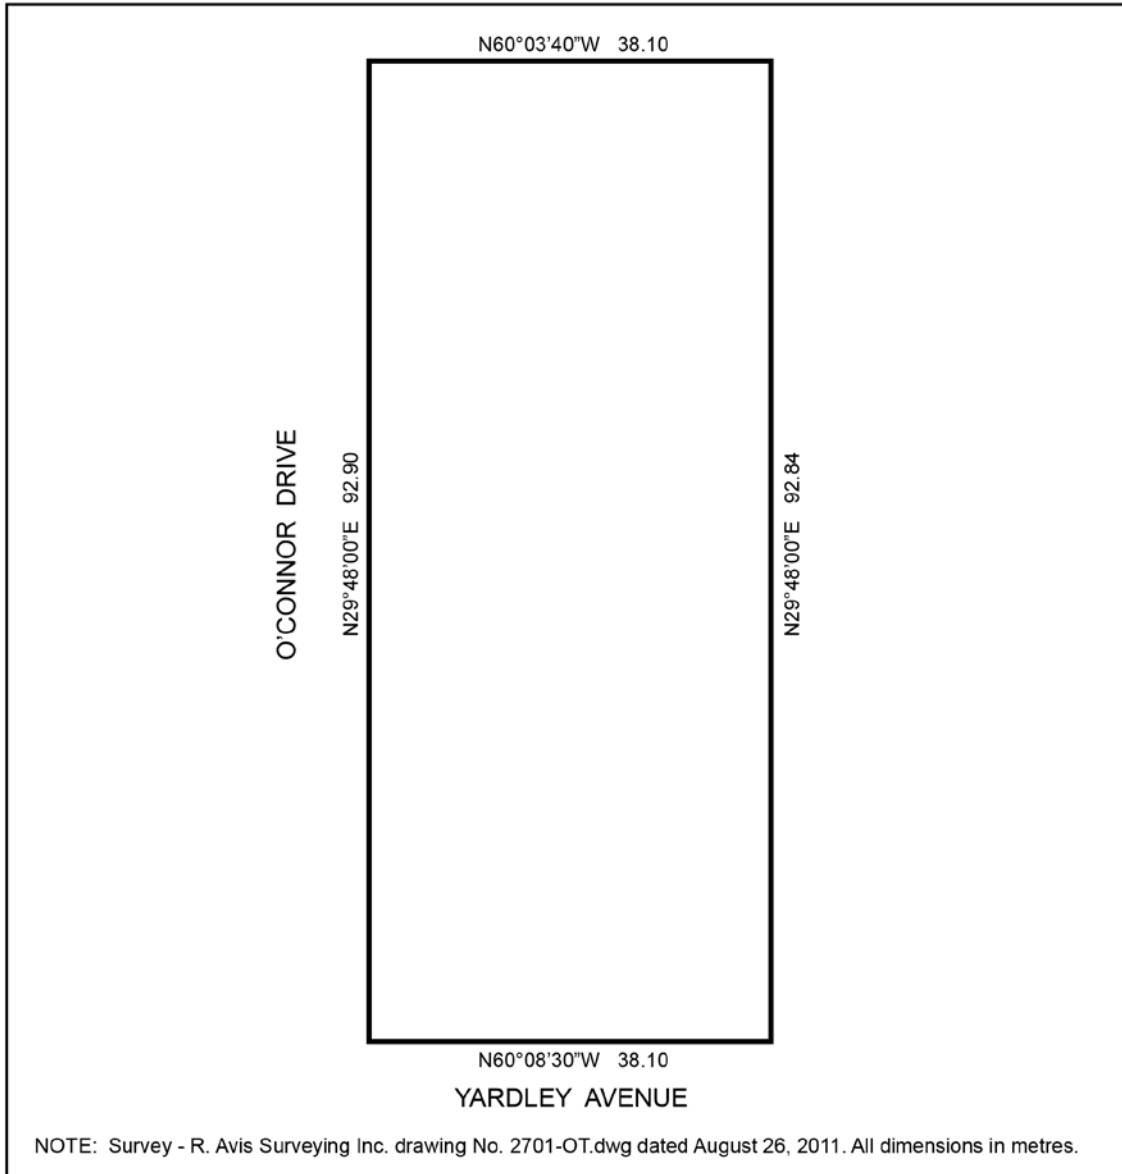 N60°03'40"W 38.10
O'CONNOR DRIVE
N29°48'00"E 92.90
N29°48'00"E 92.84
N60°08'30"W 38.10
YARDLEY AVENUE
NOTE: Survey - R. Avis Surveying Inc. drawing No. 2701-OT.dwg dated August 26, 2011. All dimensions in metres.